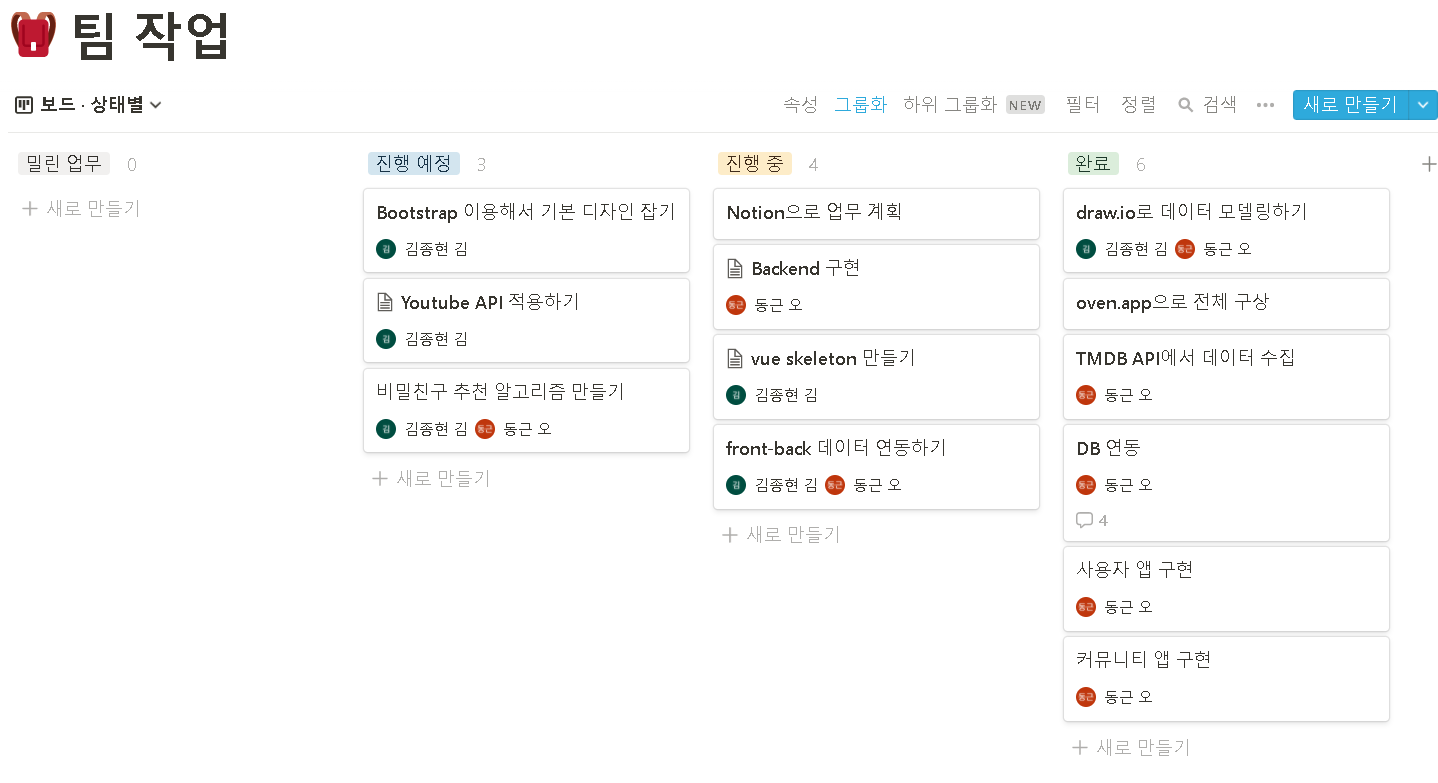 팀 작업
보드 · 상태별
속성 그룹화 하위 그룹화 NEW 필터 정렬 검색 ••• 새로 만들기
밀린 업무 0
+ 새로 만들기
진행 예정 3
Bootstrap 이용해서 기본 디자인 잡기
김 김종현 김
Youtube API 적용하기
김 김종현 김
비밀친구 추천 알고리즘 만들기
김 김종현 김 동근 동근 오
+ 새로 만들기
진행 중 4
Notion으로 업무 계획
Backend 구현
동근 동근 오
vue skeleton 만들기
김 김종현 김
front-back 데이터 연동하기
김 김종현 김 동근 동근 오
+ 새로 만들기
완료 6
+
draw.io로 데이터 모델링하기
김 김종현 김 동근 동근 오
oven.app으로 전체 구상
TMDB API에서 데이터 수집
동근 동근 오
DB 연동
동근 동근 오
4
사용자 앱 구현
동근 동근 오
커뮤니티 앱 구현
동근 동근 오
+ 새로 만들기